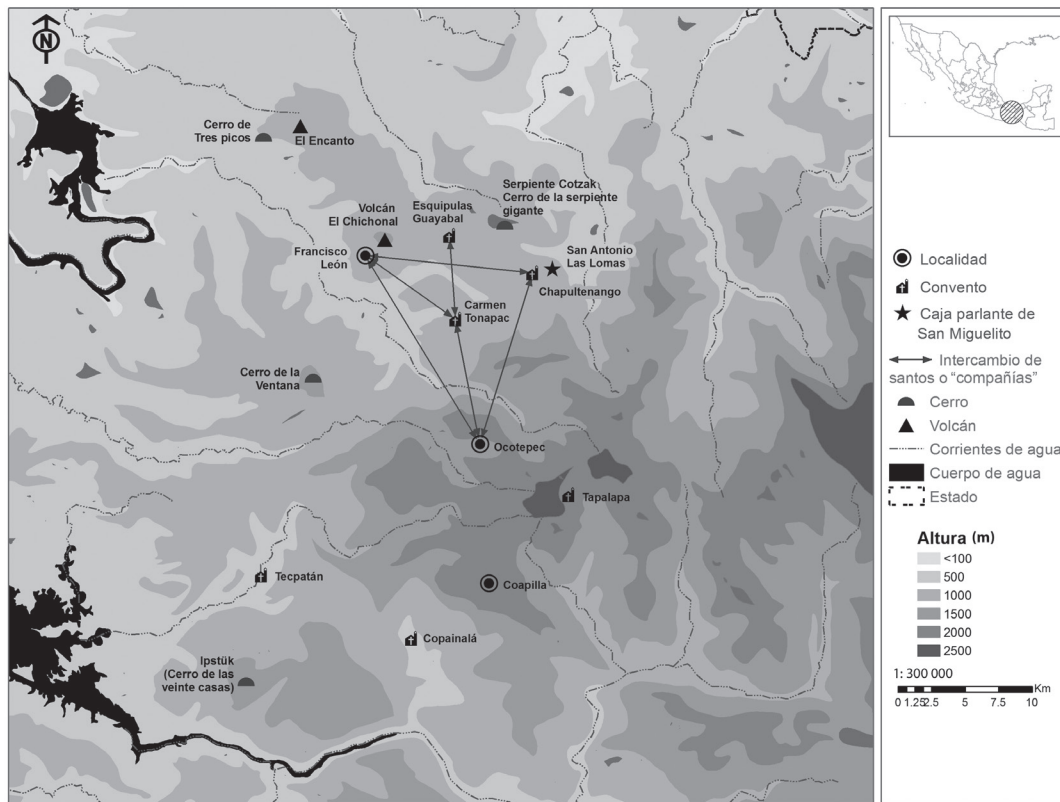 N
Cerro de
Tres picos
El Encanto
Volcán
El Chichonal
Esquipulas
Guayabal
Serpiente Cotzak
Cerro de la serpiente
gigante
Francisco
León
San Antonio
Las Lomas
Chapultenango
Carmen
Tonapac
Cerro de la
Ventana
Ocotepec
Tapalapa
Tecpatán
Coapilla
Copainalá
Ipstük
(Cerro de las
veinte casas)
Localidad
Convento
Caja parlante de
San Miguelito
Intercambio de
santos o “compañías”
Cerro
Volcán
Corrientes de agua
Cuerpo de agua
Estado
Altura (m)
<100
500
1000
1500
2000
2500
1: 300 000
Km
0 1.25 2.5 5 7.5 10